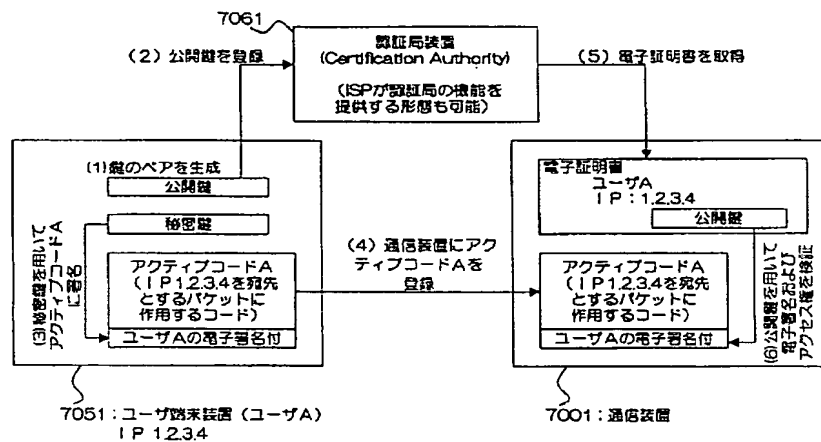 7061
認証局装置
(Certification Authority)
(ISPが認証局の機能を
提供する形態も可能)
(2) 公開鍵を登録
(5) 電子証明書を取得
(1)鍵のペアを生成
公開鍵
秘密鍵
(3)秘密鍵を用いて
アクティブコードA
に署名
アクティブコードA
(IP1.2.3.4を宛先
とするパケットに
作用するコード)
ユーザAの電子署名付
(4) 通信装置にアク
ティブコードAを
登録
電子証明書
ユーザA
IP:1.2.3.4
公開鍵
アクティブコードA
(IP1.2.3.4を宛先
とするパケットに
作用するコード)
ユーザAの電子署名付
(6)公開鍵を用いて
電子署名および
アクセス権を検証
7051:ユーザ端末装置(ユーザA)
IP 1.2.3.4
7001:通信装置